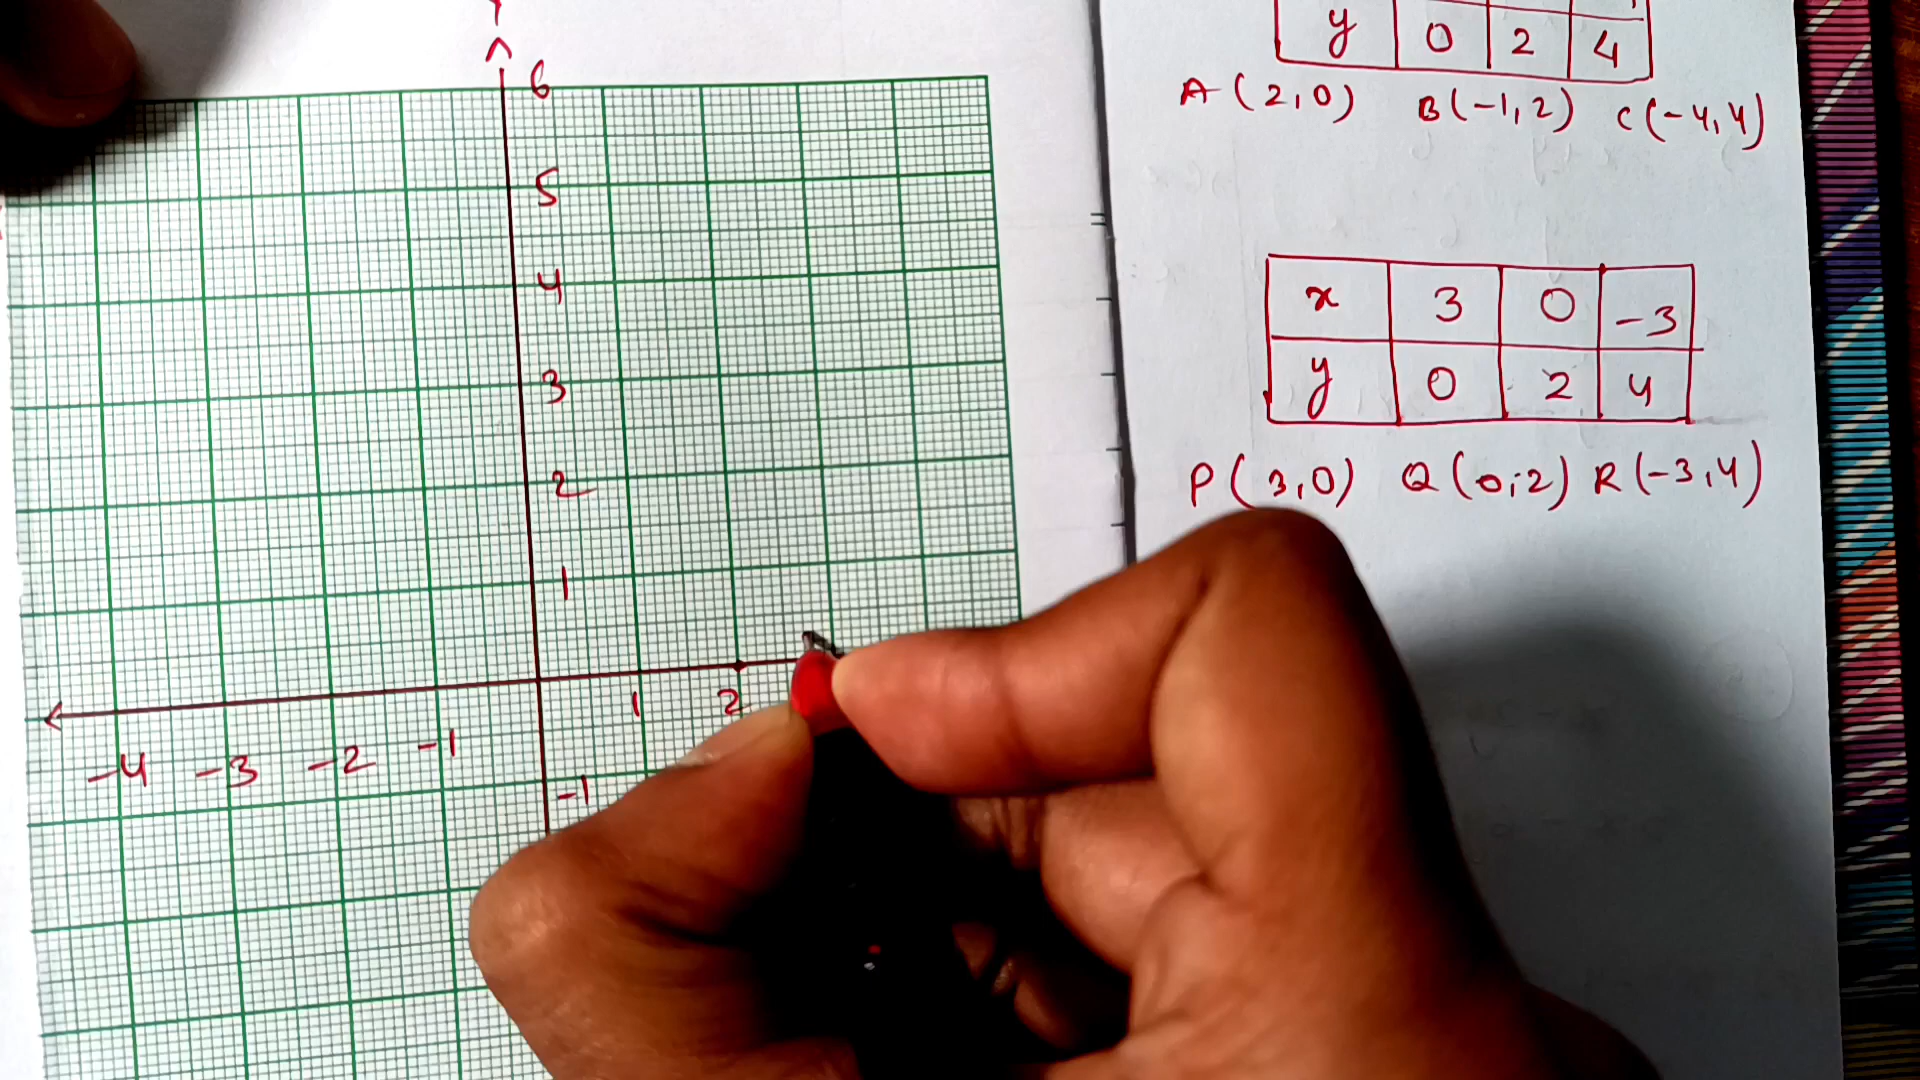 6
5
4
3
2
1
1 2
-4 -3 -2 -1
-1
y 0 2 4
A (2,0) B(-1,2) C(-4,4)
x 3 0 -3
y 0 2 4
P (3,0) Q (0,2) R (-3,4)